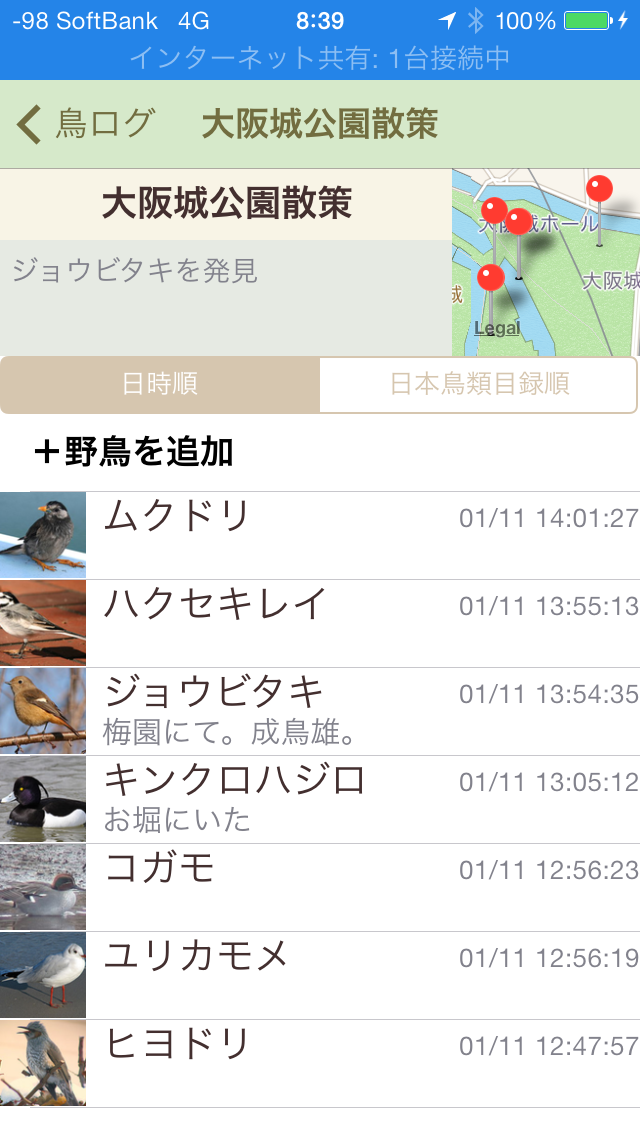 -98 SoftBank 4G 8:39 100%
インターネット共有: 1台接続中
鳥ログ 大阪城公園散策
大阪城公園散策
ジョウビタキを発見
大阪城ホール
大阪城
城
Legal
日時順 日本鳥類目録順
＋野鳥を追加
ムクドリ 01/11 14:01:27
ハクセキレイ 01/11 13:55:13
ジョウビタキ 01/11 13:54:35
梅園にて。成鳥雄。
キンクロハジロ 01/11 13:05:12
お堀にいた
コガモ 01/11 12:56:23
ユリカモメ 01/11 12:56:19
ヒヨドリ 01/11 12:47:57